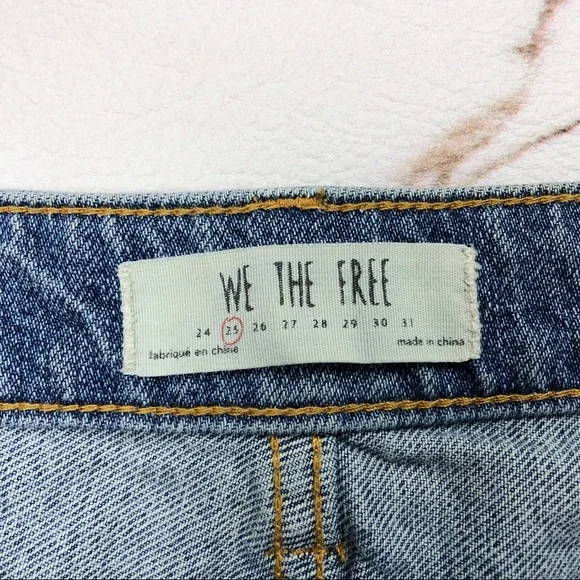 WE THE FREE
24 25 26 27 28 29 30 31
fabriqué en chine
made in china